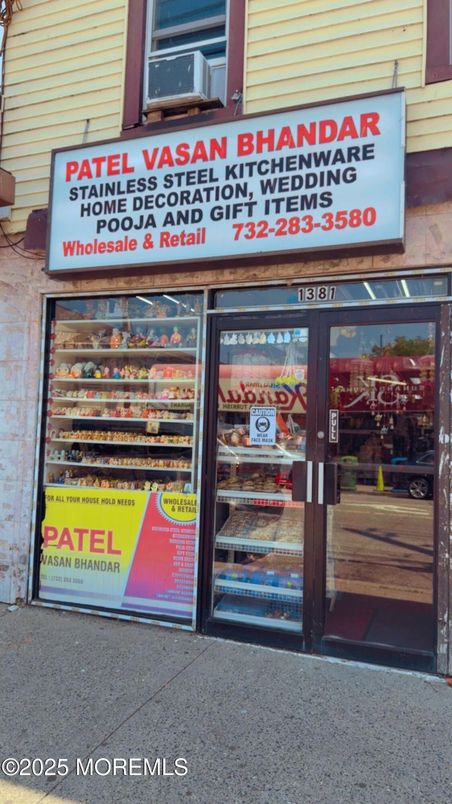 PATEL VASAN BHANDAR
STAINLESS STEEL KITCHENWARE
HOME DECORATION, WEDDING
POOJA AND GIFT ITEMS
Wholesale & Retail 732-283-3580
1381
CAUTION
WEAR
FACE MASK
PULL
FOR ALL YOUR HOUSE HOLD NEEDS
WHOLESALE
& RETAIL
PATEL
VASAN BHANDAR
©2025 MOREMLS®